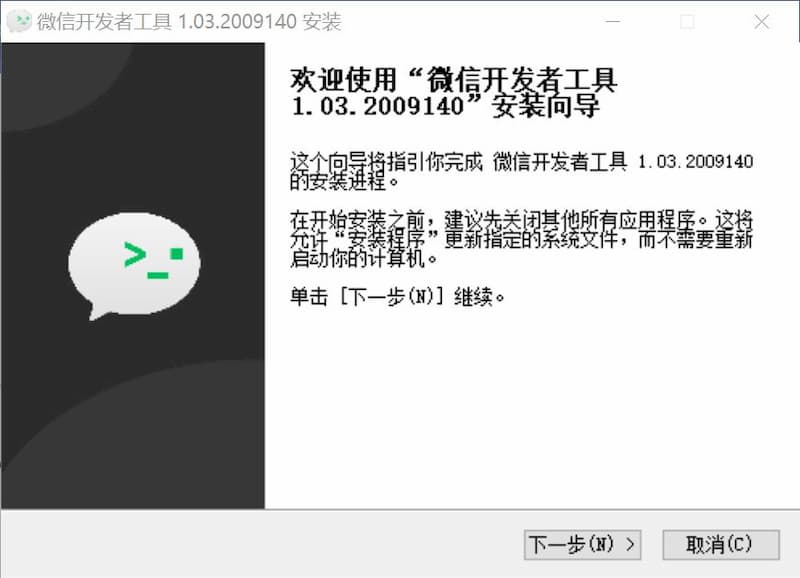 微信开发者工具 1.03.2009140 安装
欢迎使用“微信开发者工具
1.03.2009140”安装向导
这个向导将指引你完成 微信开发者工具 1.03.2009140
的安装进程。
在开始安装之前，建议先关闭其他所有应用程序。这将
允许“安装程序”更新指定的系统文件，而不需要重新
启动你的计算机。
单击 [下一步(N)] 继续。
下一步(N) >
取消(C)